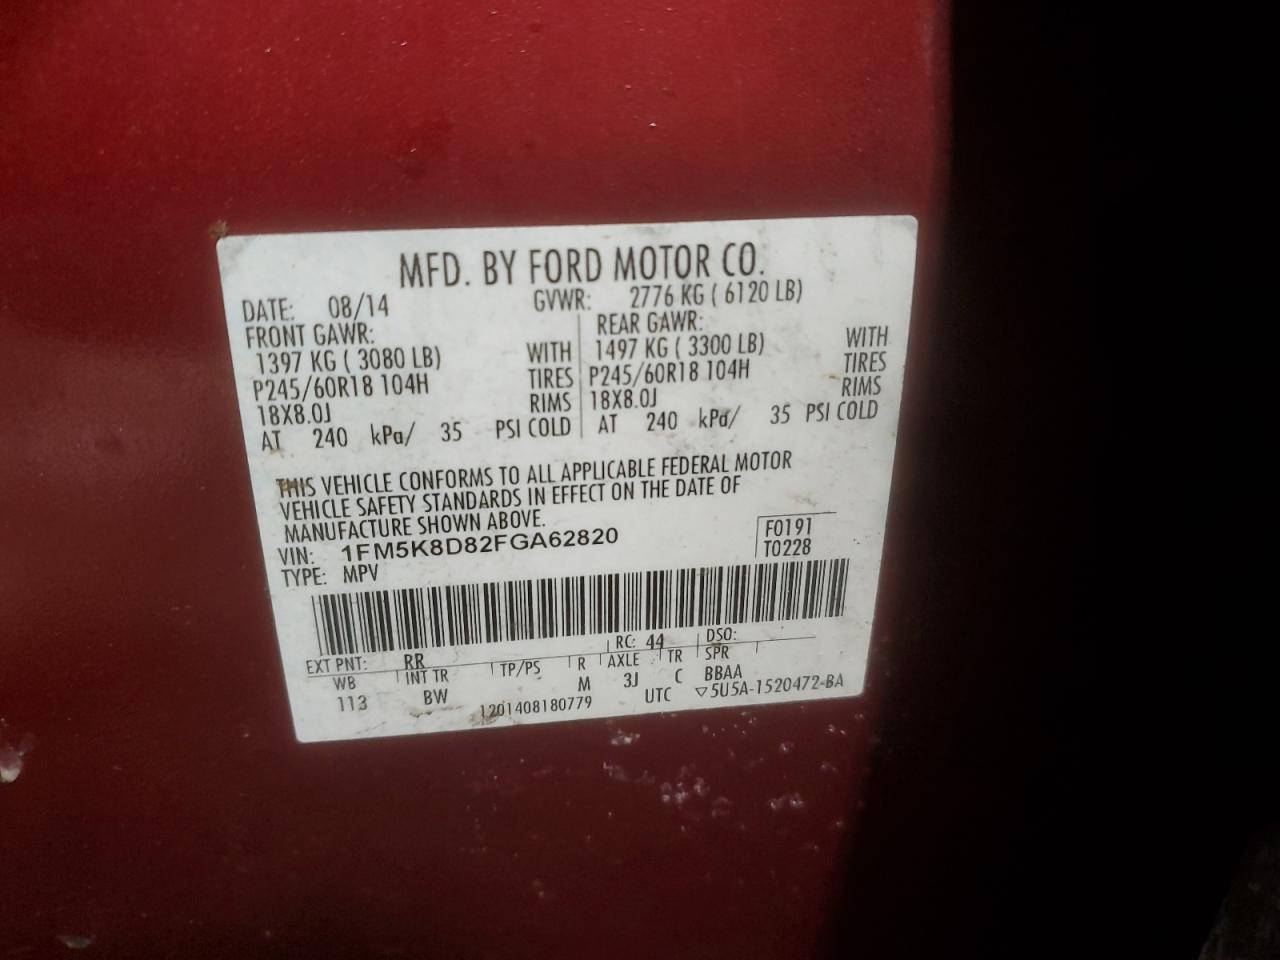 MFD. BY FORD MOTOR CO.
DATE: 08/14 GVWR: 2776 KG ( 6120 LB)
FRONT GAWR: REAR GAWR:
1397 KG ( 3080 LB) WITH 1497 KG ( 3300 LB) WITH
P245/60R18 104H TIRES P245/60R18 104H TIRES
18X8.0J RIMS 18X8.0J RIMS
AT 240 kPa/ 35 PSI COLD AT 240 kPa/ 35 PSI COLD
THIS VEHICLE CONFORMS TO ALL APPLICABLE FEDERAL MOTOR
VEHICLE SAFETY STANDARDS IN EFFECT ON THE DATE OF
MANUFACTURE SHOWN ABOVE.
VIN: 1FM5K8D82FGA62820 F0191
TYPE: MPV T0228
EXT PNT: RR RC: 44 DSO:
WB INT TR TP/PS R AXLE TR SPR
113 BW M 3J C BBAA
1201408180779 UTC ▽5U5A-1520472-BA